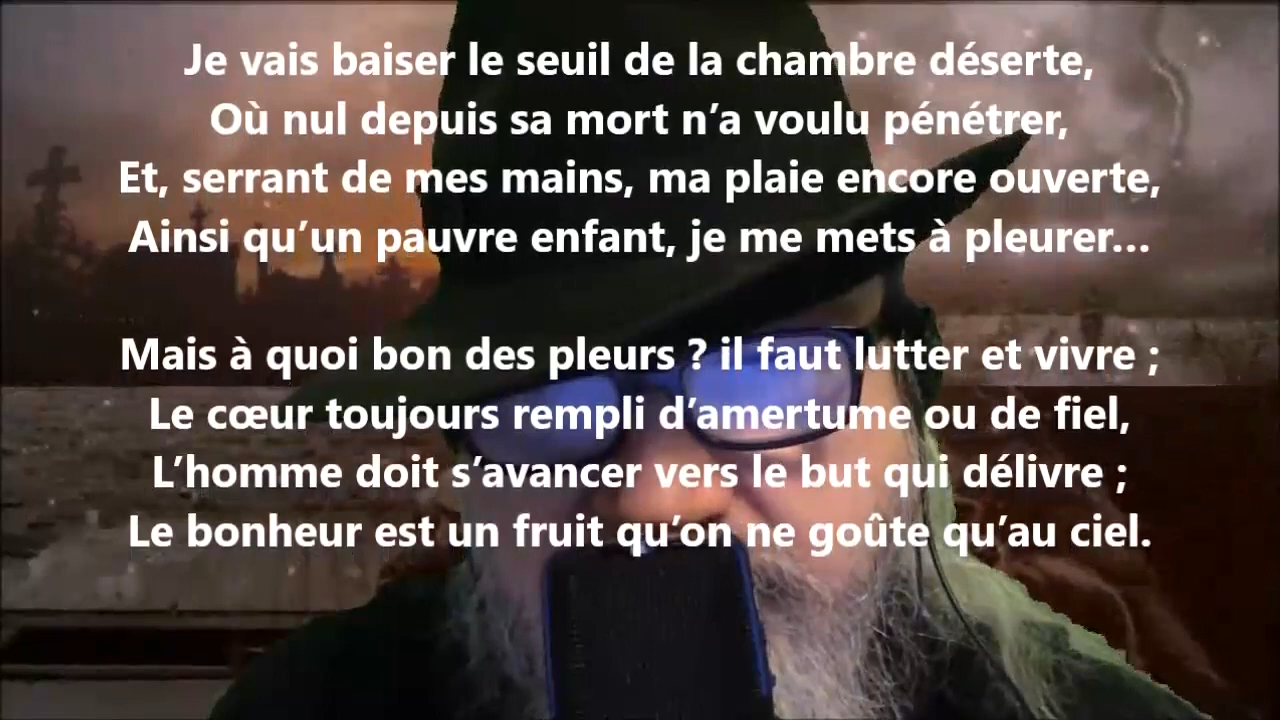 Je vais baiser le seuil de la chambre déserte,
Où nul depuis sa mort n’a voulu pénétrer,
Et, serrant de mes mains, ma plaie encore ouverte,
Ainsi qu’un pauvre enfant, je me mets à pleurer...
Mais à quoi bon des pleurs ? il faut lutter et vivre ;
Le cœur toujours rempli d’amertume ou de fiel,
L’homme doit s’avancer vers le but qui délivre ;
Le bonheur est un fruit qu’on ne goûte qu’au ciel.